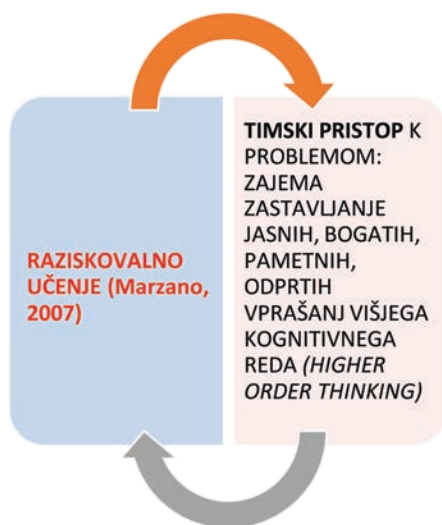 RAZISKOVALNO
UČENJE (Marzano,
2007)
TIMSKI PRISTOP K
PROBLEMOM:
ZAJEMA
ZASTAVLJANJE
JASNIH, BOGATIH,
PAMETNIH,
ODPRTIH
VPRAŠANJ VIŠJEGA
KOGNITIVNEGA
REDA (HIGHER
ORDER THINKING)